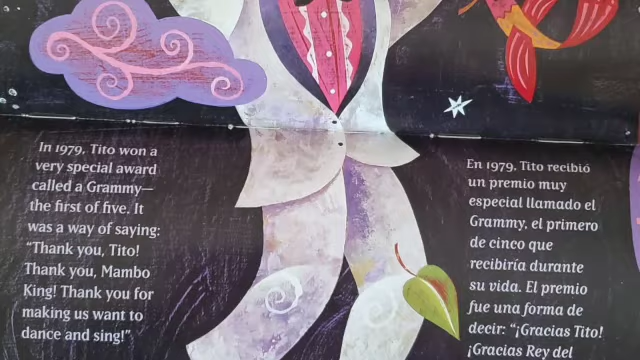 In 1979, Tito won a
very special award
called a Grammy—
the first of five. It
was a way of saying:
"Thank you, Tito!
Thank you, Mambo
King! Thank you for
making us want to
dance and sing!"
En 1979, Tito recibió
un premio muy
especial llamado el
Grammy, el primero
de cinco que
recibiría durante
su vida. El premio
fue una forma de
decir: "¡Gracias Tito!
¡Gracias Rey del